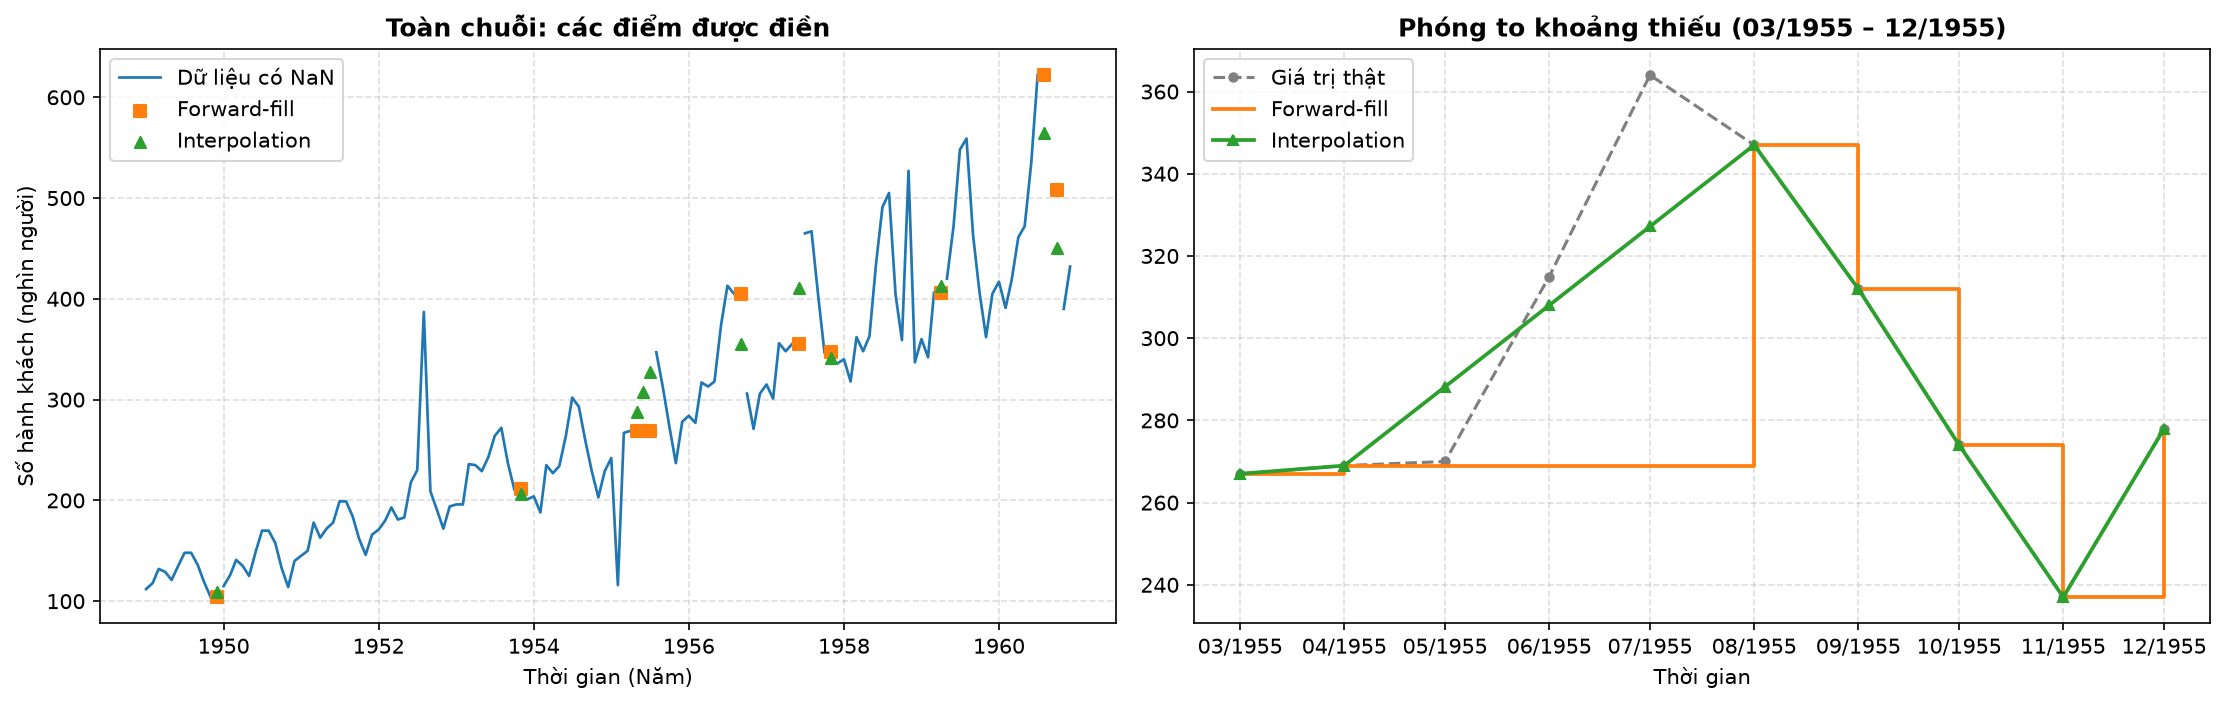 Toàn chuỗi: các điểm được điền
Dữ liệu có NaN
Forward-fill
Interpolation
Số hành khách (nghìn người)
600
500
400
300
200
100
1950
1952
1954
1956
1958
1960
Thời gian (Năm)
Phóng to khoảng thiếu (03/1955 – 12/1955)
Giá trị thật
Forward-fill
Interpolation
360
340
320
300
280
260
240
03/1955
04/1955
05/1955
06/1955
07/1955
08/1955
09/1955
10/1955
11/1955
12/1955
Thời gian